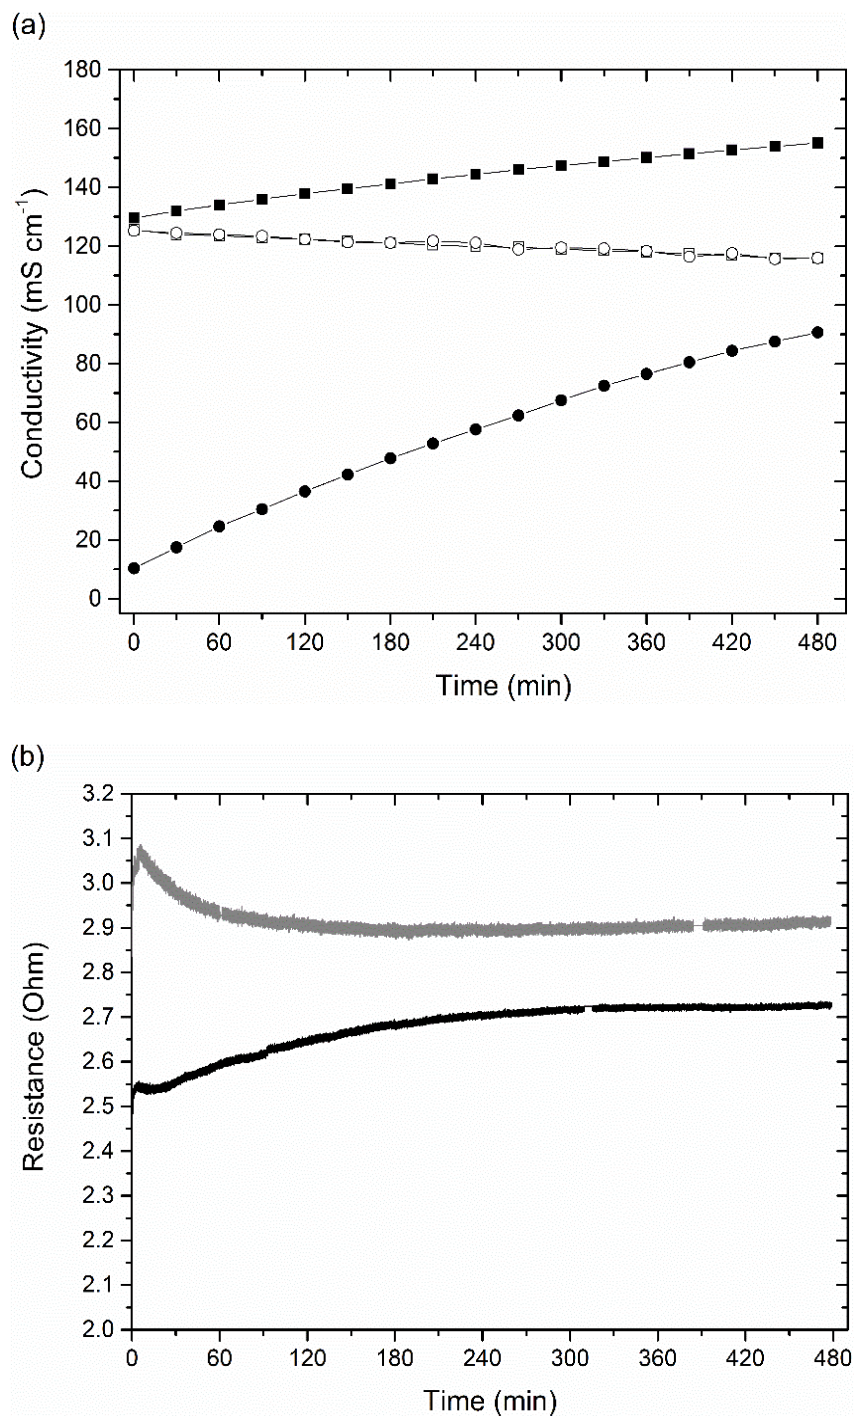 (a)
180
160
140
120
100
80
60
40
20
0
Conductivity (mS cm⁻¹)
0 60 120 180 240 300 360 420 480
Time (min)
(b)
3.2
3.1
3.0
2.9
2.8
2.7
2.6
2.5
2.4
2.3
2.2
2.1
2.0
Resistance (Ohm)
0 60 120 180 240 300 360 420 480
Time (min)